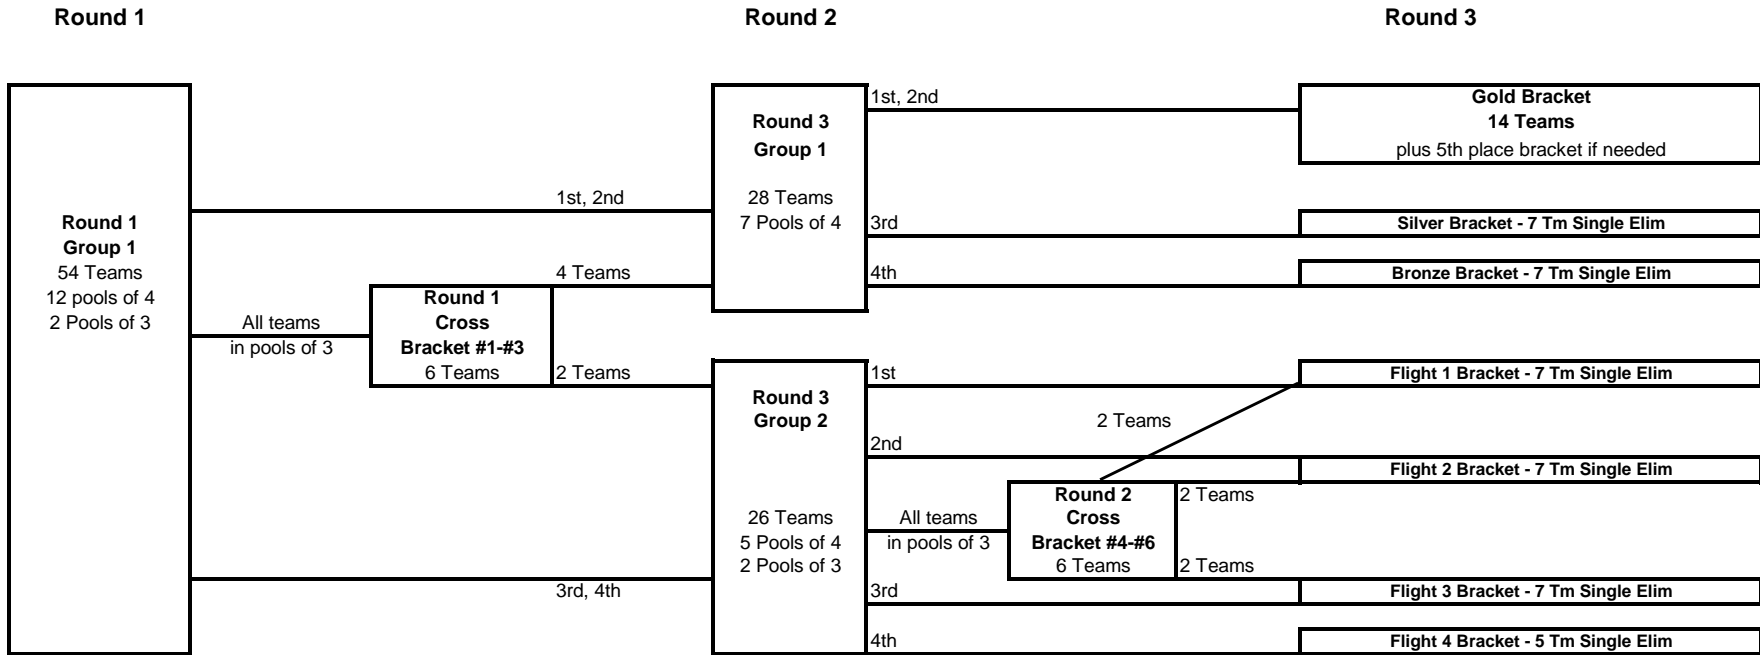 Round 1
Round 2
Round 3
Round 1
Group 1
54 Teams
12 pools of 4
2 Pools of 3
1st, 2nd
All teams
in pools of 3
Round 1
Cross
Bracket #1-#3
6 Teams
4 Teams
2 Teams
3rd, 4th
Round 3
Group 1
28 Teams
7 Pools of 4
1st, 2nd
3rd
4th
Round 3
Group 2
26 Teams
5 Pools of 4
2 Pools of 3
1st
2nd
All teams
in pools of 3
3rd
4th
Round 2
Cross
Bracket #4-#6
6 Teams
2 Teams
2 Teams
2 Teams
Gold Bracket
14 Teams
plus 5th place bracket if needed
Silver Bracket - 7 Tm Single Elim
Bronze Bracket - 7 Tm Single Elim
Flight 1 Bracket - 7 Tm Single Elim
Flight 2 Bracket - 7 Tm Single Elim
Flight 3 Bracket - 7 Tm Single Elim
Flight 4 Bracket - 5 Tm Single Elim